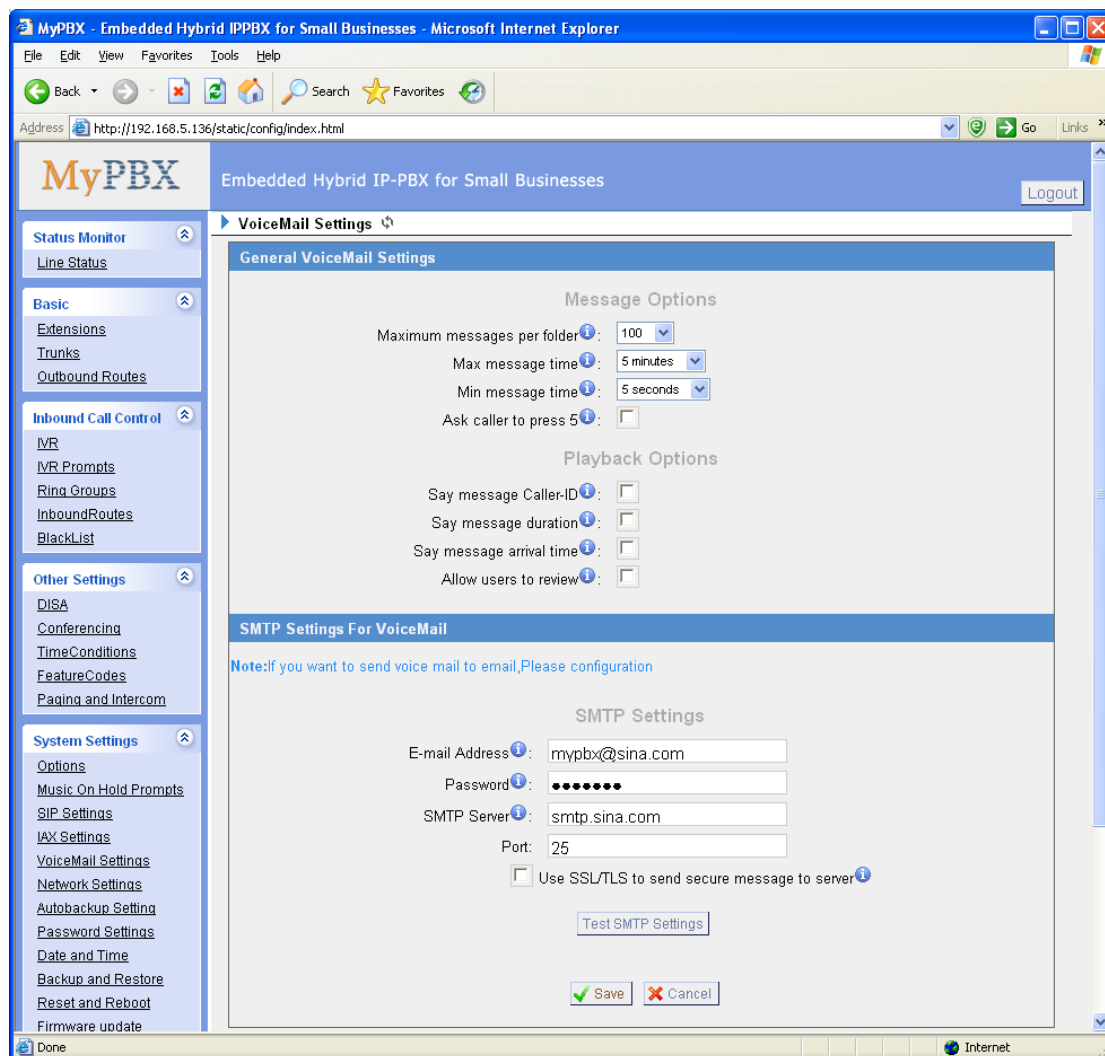 MyPBX - Embedded Hybrid IPPBX for Small Businesses - Microsoft Internet Explorer
File Edit View Favorites Tools Help
Back Search Favorites
Address http://192.168.5.136/static/config/index.html Go Links »
MyPBX
Embedded Hybrid IP-PBX for Small Businesses
Logout
Status Monitor
Line Status
Basic
Extensions
Trunks
Outbound Routes
Inbound Call Control
IVR
IVR Prompts
Ring Groups
InboundRoutes
BlackList
Other Settings
DISA
Conferencing
TimeConditions
FeatureCodes
Paging and Intercom
System Settings
Options
Music On Hold Prompts
SIP Settings
IAX Settings
VoiceMail Settings
Network Settings
Autobackup Setting
Password Settings
Date and Time
Backup and Restore
Reset and Reboot
Firmware update
VoiceMail Settings
General VoiceMail Settings
Message Options
Maximum messages per folder: 100
Max message time: 5 minutes
Min message time: 5 seconds
Ask caller to press 5:
Playback Options
Say message Caller-ID:
Say message duration:
Say message arrival time:
Allow users to review:
SMTP Settings For VoiceMail
Note:If you want to send voice mail to email,Please configuration
SMTP Settings
E-mail Address: mypbx@sina.com
Password: ●●●●●●●
SMTP Server: smtp.sina.com
Port: 25
Use SSL/TLS to send secure message to server
Test SMTP Settings
Save Cancel
Done Internet